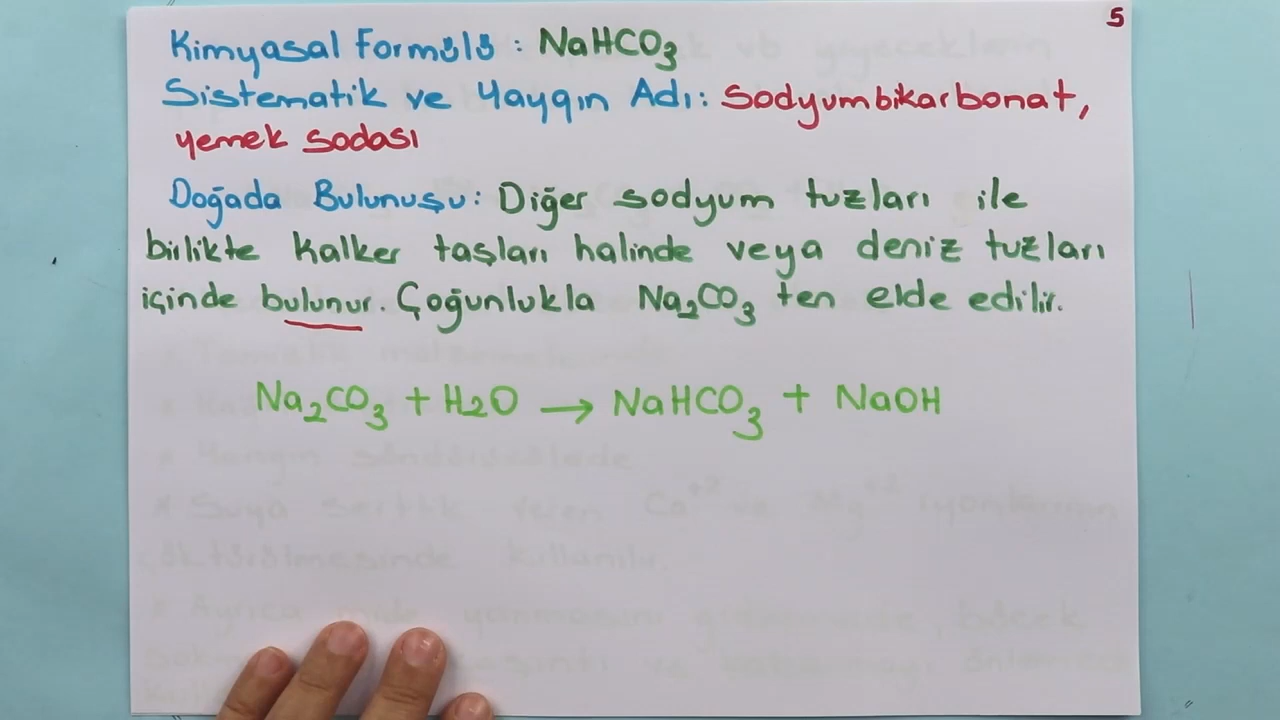 5
Kimyasal Formülü : NaHCO3
Sistematik ve Yaygın Adı: Sodyumbikarbonat,
yemek sodası
Doğada Bulunuşu: Diğer sodyum tuzları ile
birlikte Kalker taşları halinde veya deniz tuzları
içinde bulunur. Çoğunlukla Na2CO3 ten elde edilir.
Na2CO3 + H2O → NaHCO3 + NaOH